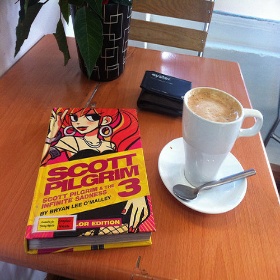 SCOTT
PILGRIM
SCOTT PILGRIM & THE
INFINITE SADNESS
3
BY BRYAN LEE O'MALLEY
COLOR EDITION